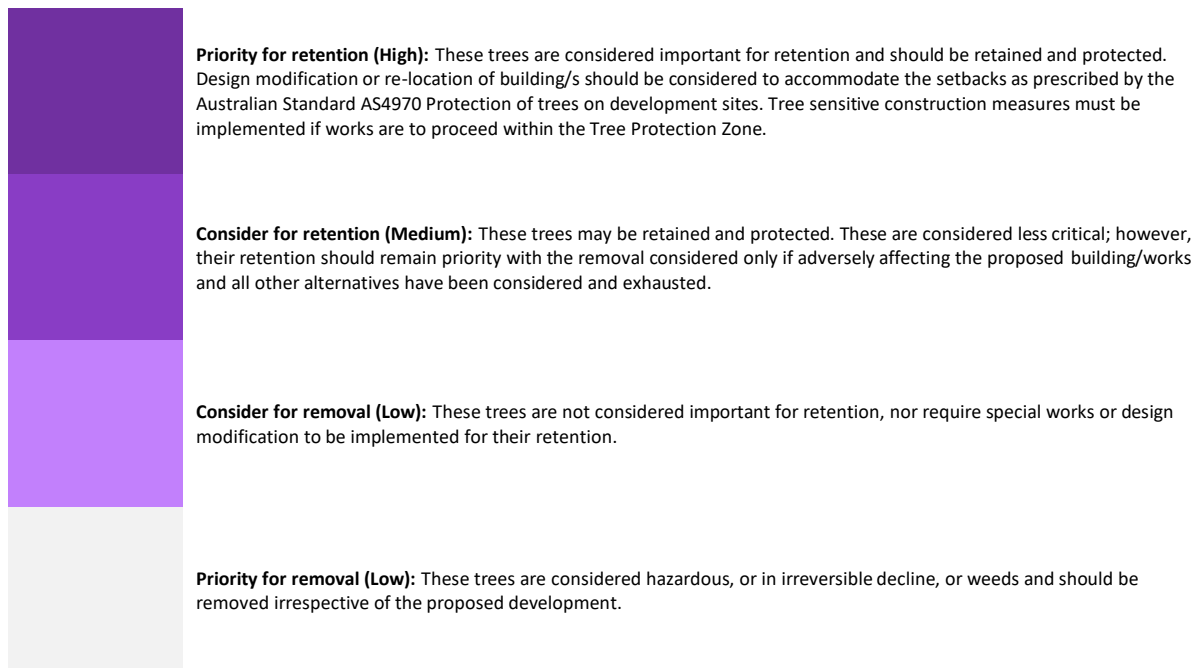 Priority for retention (High): These trees are considered important for retention and should be retained and protected.
Design modification or re-location of building/s should be considered to accommodate the setbacks as prescribed by the
Australian Standard AS4970 Protection of trees on development sites. Tree sensitive construction measures must be
implemented if works are to proceed within the Tree Protection Zone.
Consider for retention (Medium): These trees may be retained and protected. These are considered less critical; however,
their retention should remain priority with the removal considered only if adversely affecting the proposed building/works
and all other alternatives have been considered and exhausted.
Consider for removal (Low): These trees are not considered important for retention, nor require special works or design
modification to be implemented for their retention.
Priority for removal (Low): These trees are considered hazardous, or in irreversible decline, or weeds and should be
removed irrespective of the proposed development.